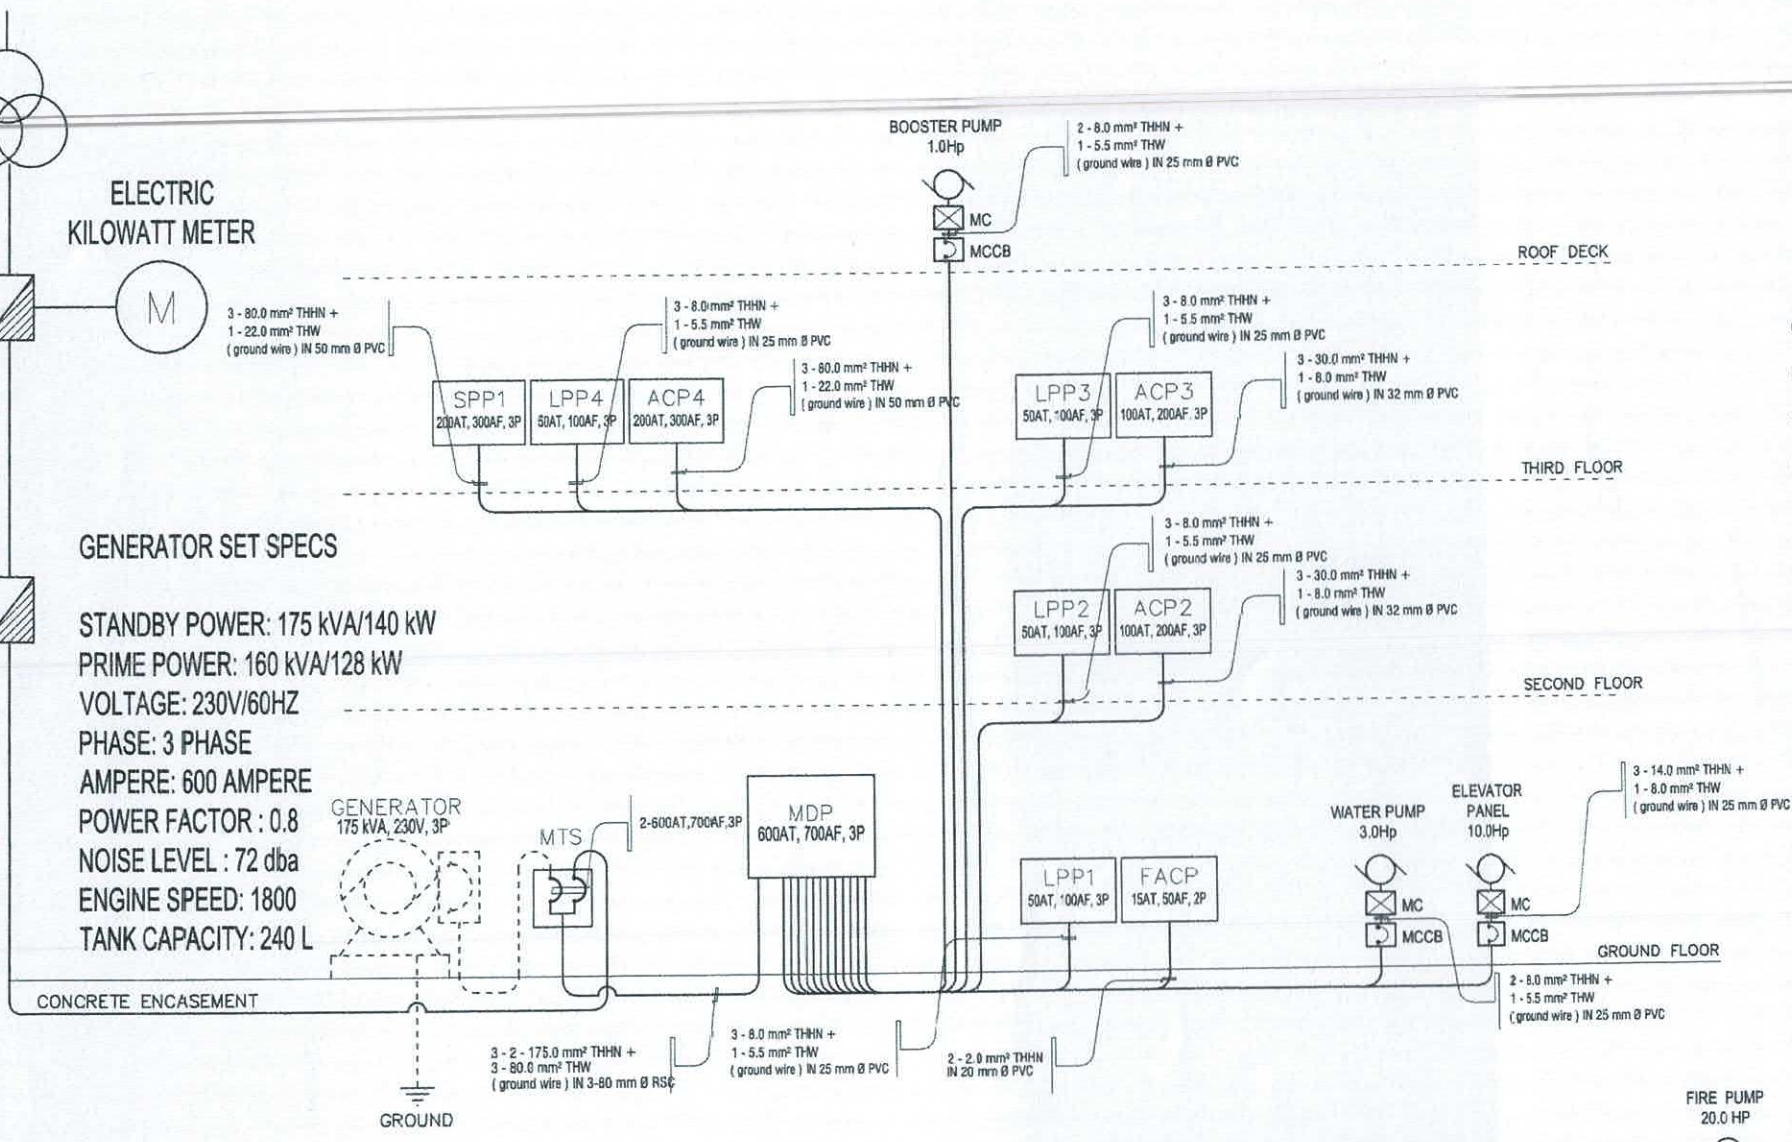 BOOSTER PUMP
1.0Hp
2 - 8.0 mm² THHN +
1 - 5.5 mm² THW
( ground wire ) IN 25 mm Ø PVC
MC
MCCB
ROOF DECK
ELECTRIC
KILOWATT METER
M
3 - 80.0 mm² THHN +
1 - 22.0 mm² THW
( ground wire ) IN 50 mm Ø PVC
3 - 8.0 mm² THHN +
1 - 5.5 mm² THW
( ground wire ) IN 25 mm Ø PVC
3 - 80.0 mm² THHN +
1 - 22.0 mm² THW
( ground wire ) IN 50 mm Ø PVC
3 - 8.0 mm² THHN +
1 - 5.5 mm² THW
( ground wire ) IN 25 mm Ø PVC
3 - 30.0 mm² THHN +
1 - 8.0 mm² THW
( ground wire ) IN 32 mm Ø PVC
SPP1
200AT, 300AF, 3P
LPP4
50AT, 100AF, 3P
ACP4
200AT, 300AF, 3P
LPP3
50AT, 100AF, 3P
ACP3
100AT, 200AF, 3P
THIRD FLOOR
3 - 8.0 mm² THHN +
1 - 5.5 mm² THW
( ground wire ) IN 25 mm Ø PVC
3 - 30.0 mm² THHN +
1 - 8.0 mm² THW
( ground wire ) IN 32 mm Ø PVC
LPP2
50AT, 100AF, 3P
ACP2
100AT, 200AF, 3P
SECOND FLOOR
GENERATOR SET SPECS
STANDBY POWER: 175 kVA/140 kW
PRIME POWER: 160 kVA/128 kW
VOLTAGE: 230V/60HZ
PHASE: 3 PHASE
AMPERE: 600 AMPERE
POWER FACTOR : 0.8
NOISE LEVEL : 72 dba
ENGINE SPEED: 1800
TANK CAPACITY: 240 L
GENERATOR
175 kVA, 230V, 3P
MTS
2-600AT,700AF,3P
MDP
600AT, 700AF, 3P
LPP1
50AT, 100AF, 3P
FACP
15AT, 50AF, 2P
WATER PUMP
3.0Hp
MC
MCCB
ELEVATOR
PANEL
10.0Hp
MC
MCCB
3 - 14.0 mm² THHN +
1 - 8.0 mm² THW
( ground wire ) IN 25 mm Ø PVC
GROUND FLOOR
2 - 8.0 mm² THHN +
1 - 5.5 mm² THW
( ground wire ) IN 25 mm Ø PVC
CONCRETE ENCASEMENT
3 - 2 - 175.0 mm² THHN +
3 - 80.0 mm² THW
( ground wire ) IN 3-80 mm Ø RSC
3 - 8.0 mm² THHN +
1 - 5.5 mm² THW
( ground wire ) IN 25 mm Ø PVC
2 - 2.0 mm² THHN
IN 20 mm Ø PVC
GROUND
FIRE PUMP
20.0 HP